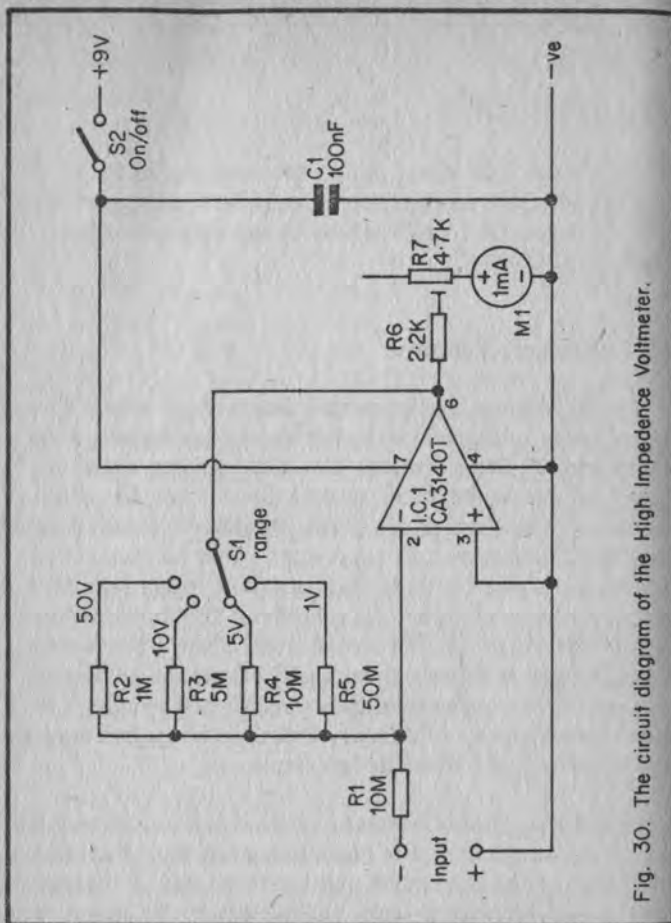 50V
R2
1M
10V
R3
5M
S1
range
5V
R4
10M
1V
R5
50M
R1
10M
−
Input
+
2
3
−
+
I.C.1
CA3140T
7
4
6
R6
2·2K
R7
4·7K
+
1mA
−
M1
C1
100nF
S2
On/off
+9V
−ve
Fig. 30. The circuit diagram of the High Impedence Voltmeter.